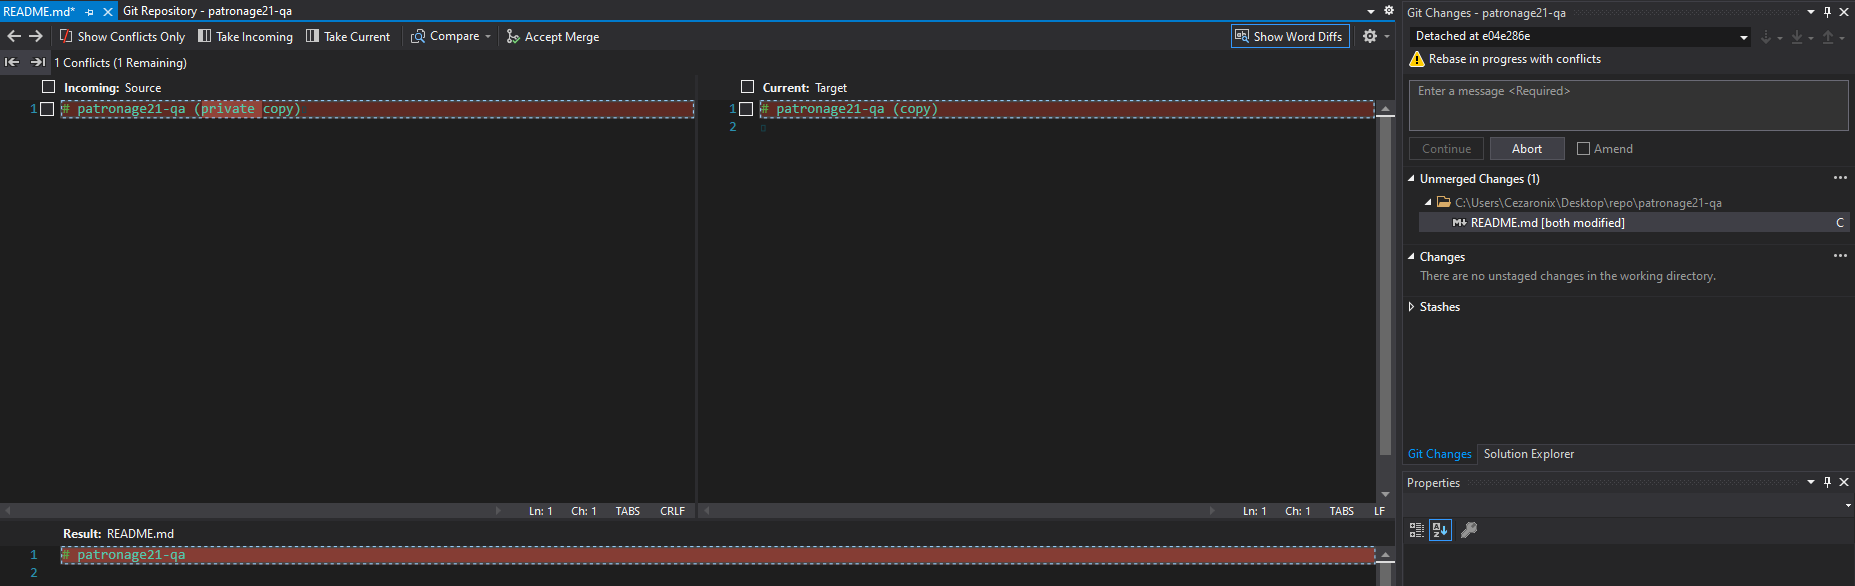 README.md*
Git Repository - patronage21-qa
Show Conflicts Only
Take Incoming
Take Current
Compare
Accept Merge
Show Word Diffs
1 Conflicts (1 Remaining)
Incoming: Source
1 # patronage21-qa (private copy)
Current: Target
1 # patronage21-qa (copy)
2
Ln: 1 Ch: 1 TABS CRLF
Ln: 1 Ch: 1 TABS LF
Result: README.md
1 # patronage21-qa
2
Git Changes - patronage21-qa
Detached at e04e286e
Rebase in progress with conflicts
Enter a message <Required>
Continue
Abort
Amend
Unmerged Changes (1)
C:\Users\Cezaronix\Desktop\repo\patronage21-qa
README.md [both modified] C
Changes
There are no unstaged changes in the working directory.
Stashes
Git Changes
Solution Explorer
Properties